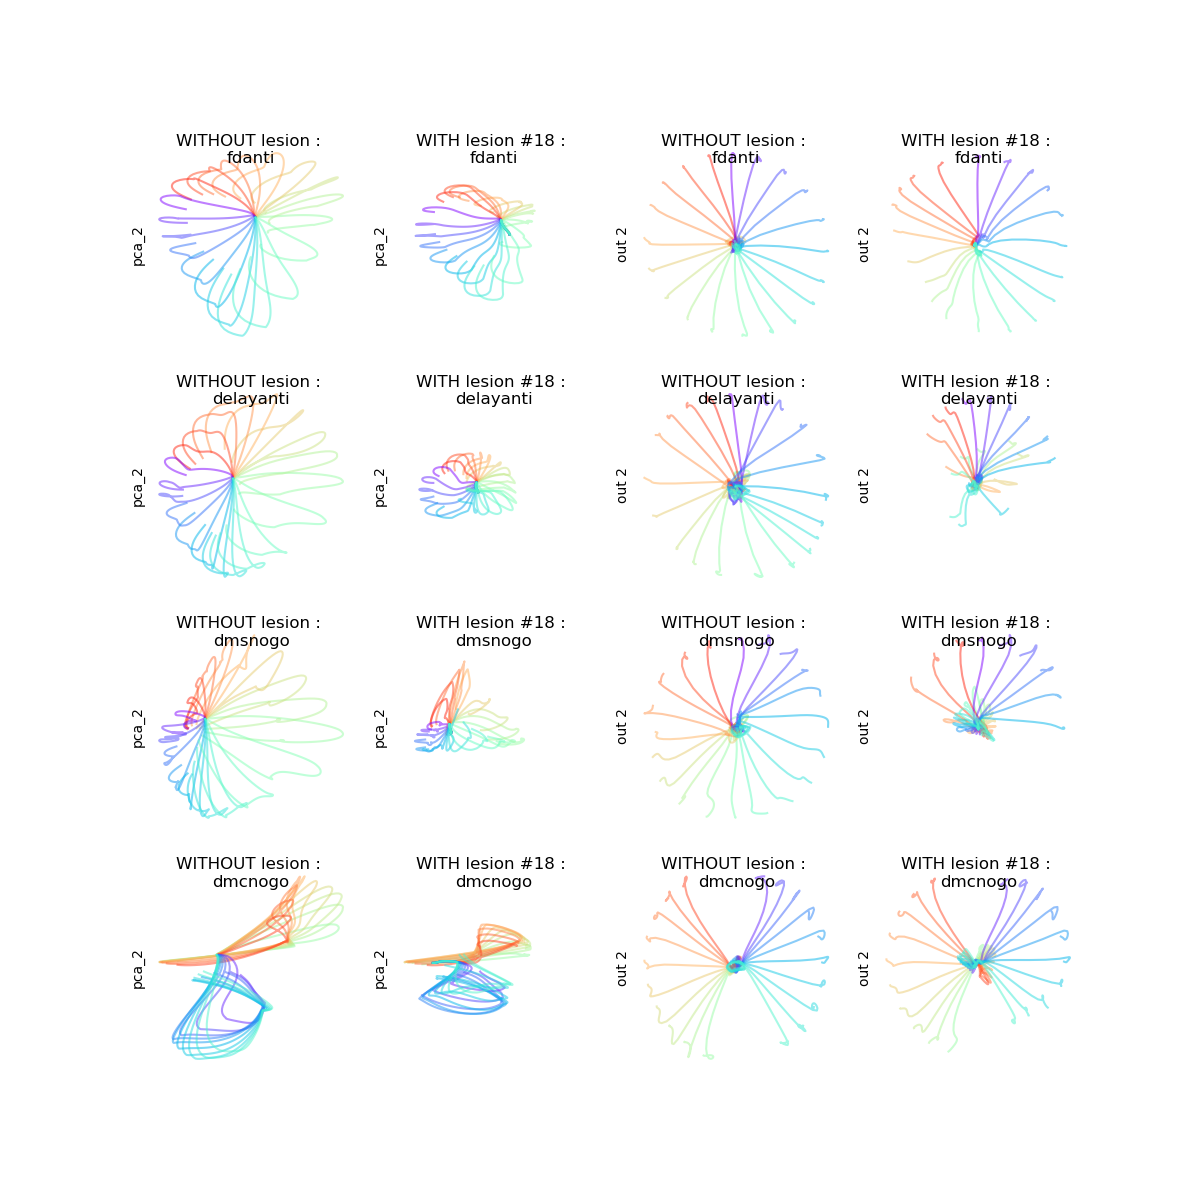 WITHOUT lesion :
fdanti
WITH lesion #18 :
fdanti
WITHOUT lesion :
fdanti
WITH lesion #18 :
fdanti
pca_2
pca_2
out 2
out 2
WITHOUT lesion :
delayanti
WITH lesion #18 :
delayanti
WITHOUT lesion :
delayanti
WITH lesion #18 :
delayanti
pca_2
pca_2
out 2
out 2
WITHOUT lesion :
dmsnogo
WITH lesion #18 :
dmsnogo
WITHOUT lesion :
dmsnogo
WITH lesion #18 :
dmsnogo
pca_2
pca_2
out 2
out 2
WITHOUT lesion :
dmcnogo
WITH lesion #18 :
dmcnogo
WITHOUT lesion :
dmcnogo
WITH lesion #18 :
dmcnogo
pca_2
pca_2
out 2
out 2